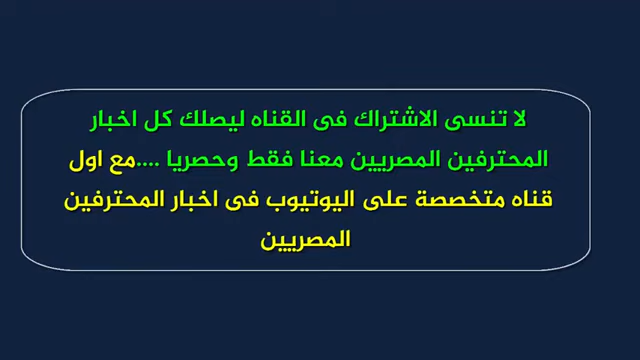 لا تنسى الاشتراك فى القناه ليصلك كل اخبار
المحترفين المصريين معنا فقط وحصريا ....مع اول
قناه متخصصة على اليوتيوب فى اخبار المحترفين
المصريين